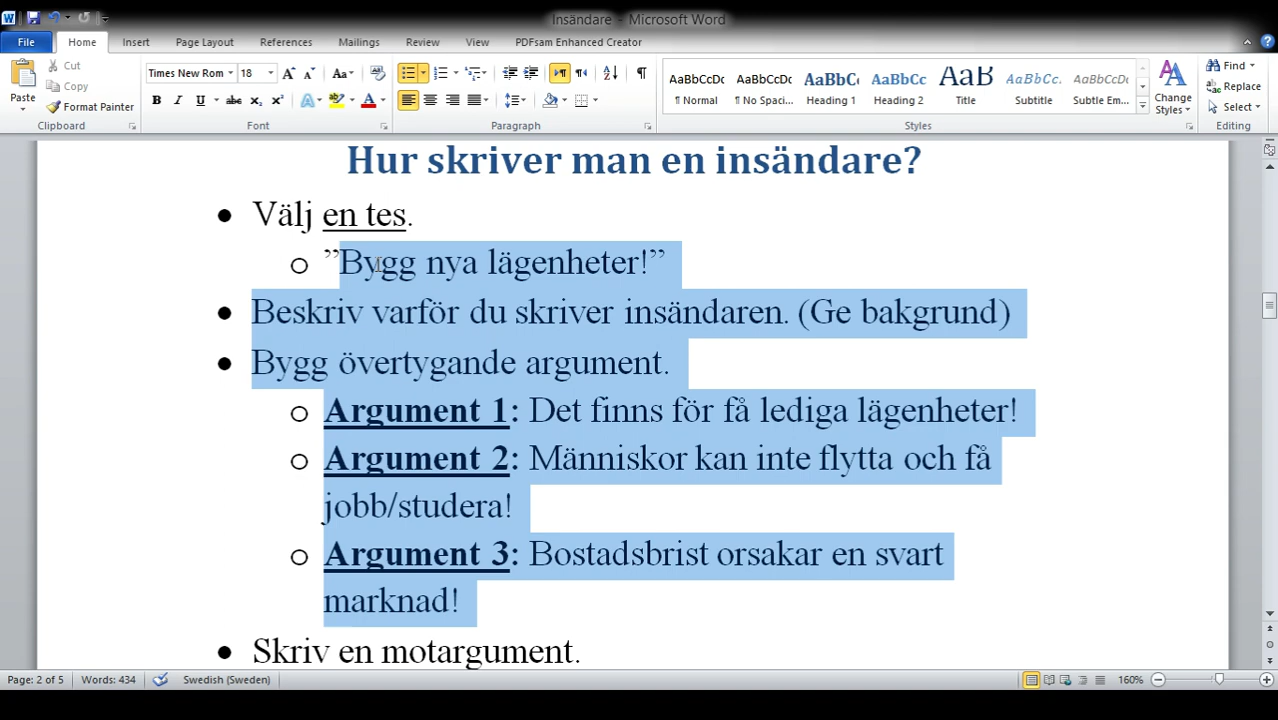 Insändare - Microsoft Word
File Home Insert Page Layout References Mailings Review View PDFsam Enhanced Creator
Paste Cut Copy Format Painter Clipboard
Times New Rom 18 Font
Paragraph
AaBbCcDc AaBbCcDc AaBbC AaBbCc AaB AaBbCc. AaBbCcDc
¶ Normal ¶ No Spaci... Heading 1 Heading 2 Title Subtitle Subtle Em...
Change Styles Styles
Find Replace Select Editing
Hur skriver man en insändare?
• Välj en tes.
o ”Bygg nya lägenheter!”
• Beskriv varför du skriver insändaren. (Ge bakgrund)
• Bygg övertygande argument.
o Argument 1: Det finns för få lediga lägenheter!
o Argument 2: Människor kan inte flytta och få
jobb/studera!
o Argument 3: Bostadsbrist orsakar en svart
marknad!
• Skriv en motargument.
Page: 2 of 5 Words: 434 Swedish (Sweden) 160%